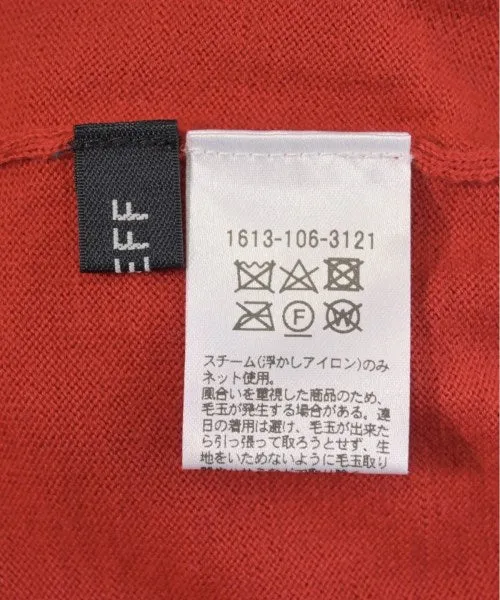 EFF
1613-106-3121
F
W
スチーム(浮かしアイロン)のみ
ネット使用。
風合いを重視した商品のため、
毛玉が発生する場合がある。連
日の着用は避け、毛玉が出来た
ら引っ張って取ろうとせず、生
地をいためないように毛玉取り